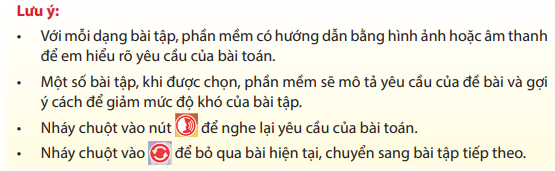 Lưu ý:
• Với mỗi dạng bài tập, phần mềm có hướng dẫn bằng hình ảnh hoặc âm thanh
để em hiểu rõ yêu cầu của bài toán.
• Một số bài tập, khi được chọn, phần mềm sẽ mô tả yêu cầu của đề bài và gợi
ý cách để giảm mức độ khó của bài tập.
• Nháy chuột vào nút để nghe lại yêu cầu của bài toán.
• Nháy chuột vào để bỏ qua bài hiện tại, chuyển sang bài tập tiếp theo.